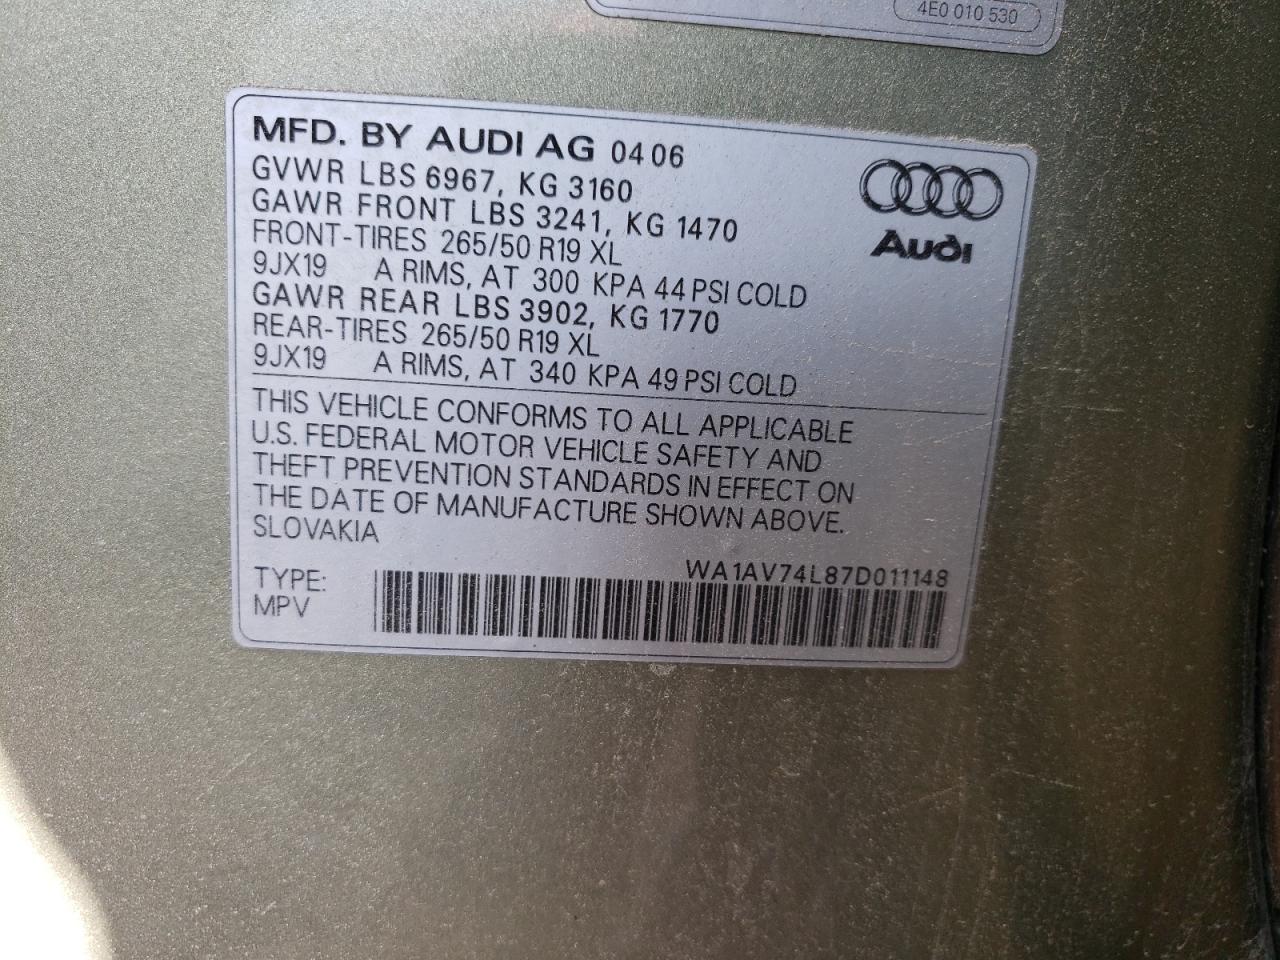 4E0 010 530
MFD. BY AUDI AG 04 06
GVWR LBS 6967, KG 3160
GAWR FRONT LBS 3241, KG 1470
FRONT-TIRES 265/50 R19 XL
9JX19 A RIMS, AT 300 KPA 44 PSI COLD
GAWR REAR LBS 3902, KG 1770
REAR-TIRES 265/50 R19 XL
9JX19 A RIMS, AT 340 KPA 49 PSI COLD
Audi
THIS VEHICLE CONFORMS TO ALL APPLICABLE
U.S. FEDERAL MOTOR VEHICLE SAFETY AND
THEFT PREVENTION STANDARDS IN EFFECT ON
THE DATE OF MANUFACTURE SHOWN ABOVE.
SLOVAKIA
WA1AV74L87D011148
TYPE:
MPV